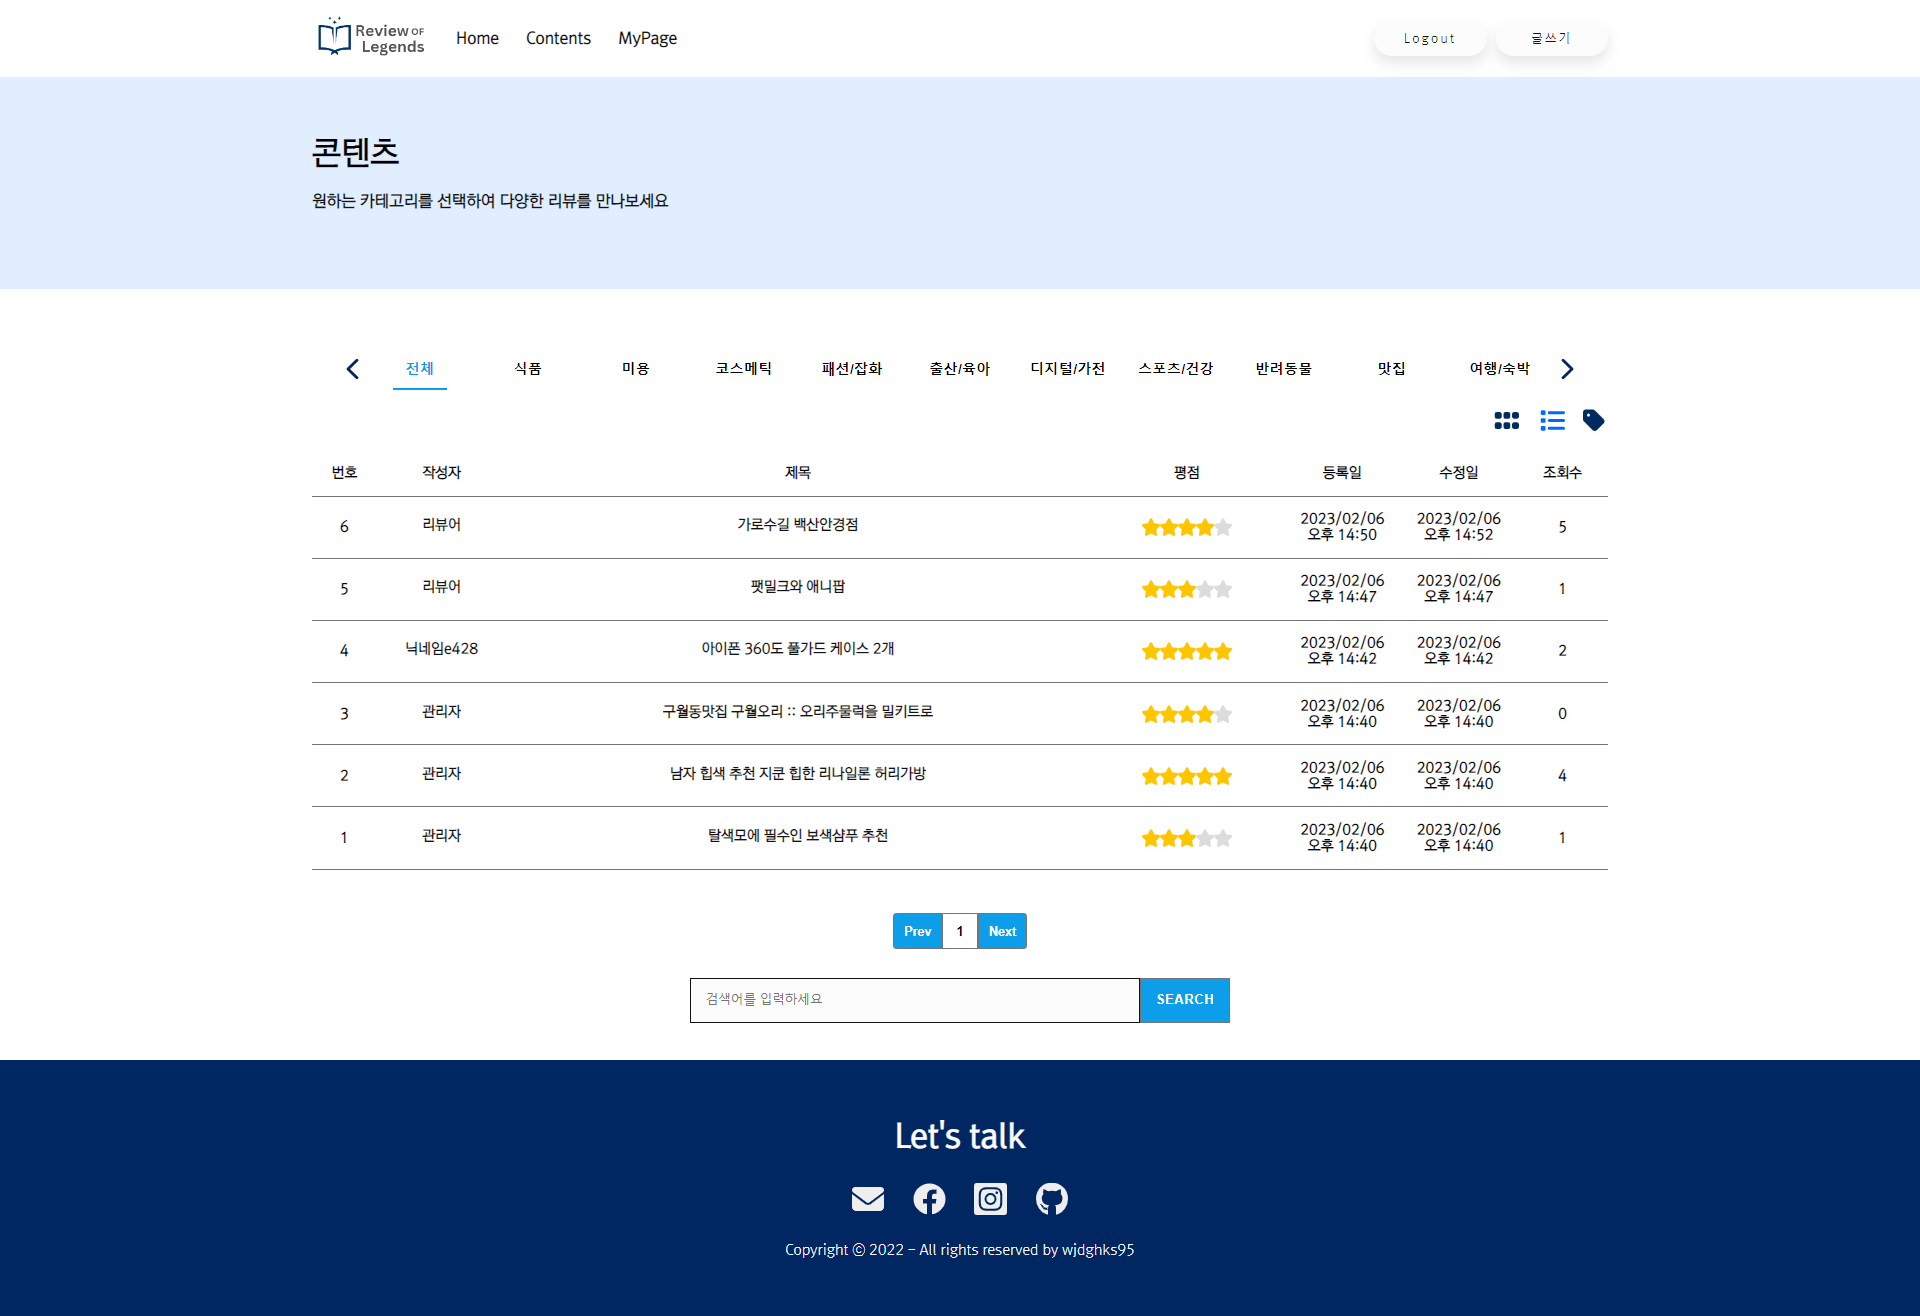 Review OF
Legends
Home
Contents
MyPage
Logout
글쓰기
콘텐츠
원하는 카테고리를 선택하여 다양한 리뷰를 만나보세요
전체
식품
미용
코스메틱
패션/잡화
출산/육아
디지털/가전
스포츠/건강
반려동물
맛집
여행/숙박
번호 작성자 제목 평점 등록일 수정일 조회수
6 리뷰어 가로수길 백산안경점 2023/02/06 2023/02/06 5
오후 14:50 오후 14:52
5 리뷰어 팻밀크와 애니팝 2023/02/06 2023/02/06 1
오후 14:47 오후 14:47
4 닉네임e428 아이폰 360도 풀가드 케이스 2개 2023/02/06 2023/02/06 2
오후 14:42 오후 14:42
3 관리자 구월동맛집 구월오리 :: 오리주물럭을 밀키트로 2023/02/06 2023/02/06 0
오후 14:40 오후 14:40
2 관리자 남자 힙색 추천 지쿤 힙한 리나일론 허리가방 2023/02/06 2023/02/06 4
오후 14:40 오후 14:40
1 관리자 탈색모에 필수인 보색샴푸 추천 2023/02/06 2023/02/06 1
오후 14:40 오후 14:40
Prev 1 Next
검색어를 입력하세요
SEARCH
Let's talk
Copyright ⓒ 2022 – All rights reserved by wjdghks95